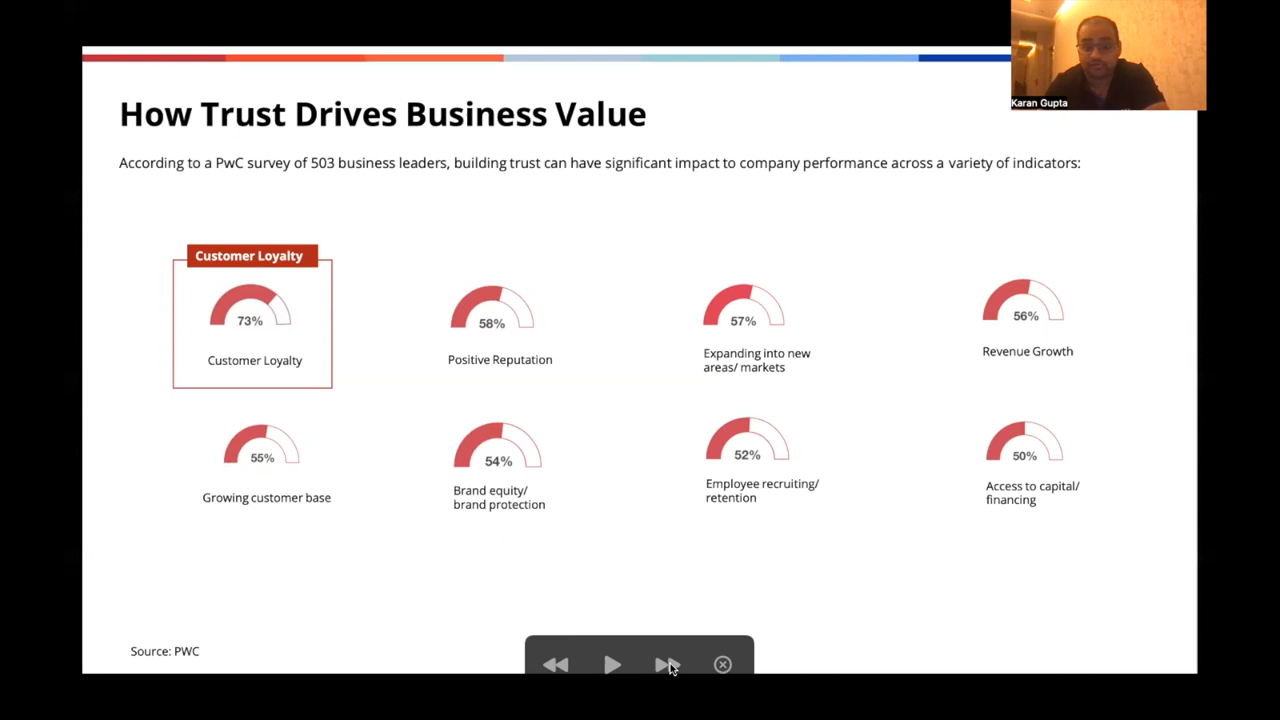 Karan Gupta
How Trust Drives Business Value
According to a PwC survey of 503 business leaders, building trust can have significant impact to company performance across a variety of indicators:
Customer Loyalty
73%
Customer Loyalty
58%
Positive Reputation
57%
Expanding into new
areas/ markets
56%
Revenue Growth
55%
Growing customer base
54%
Brand equity/
brand protection
52%
Employee recruiting/
retention
50%
Access to capital/
financing
Source: PWC